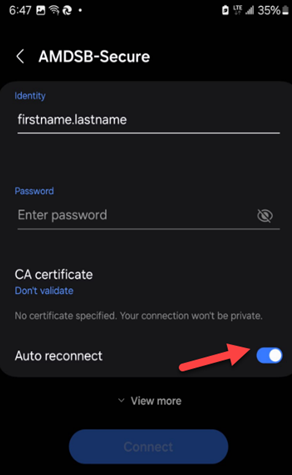 6:47
LTE
35%
AMDSB-Secure
Identity
firstname.lastname
Password
Enter password
CA certificate
Don't validate
No certificate specified. Your connection won't be private.
Auto reconnect
View more
Connect